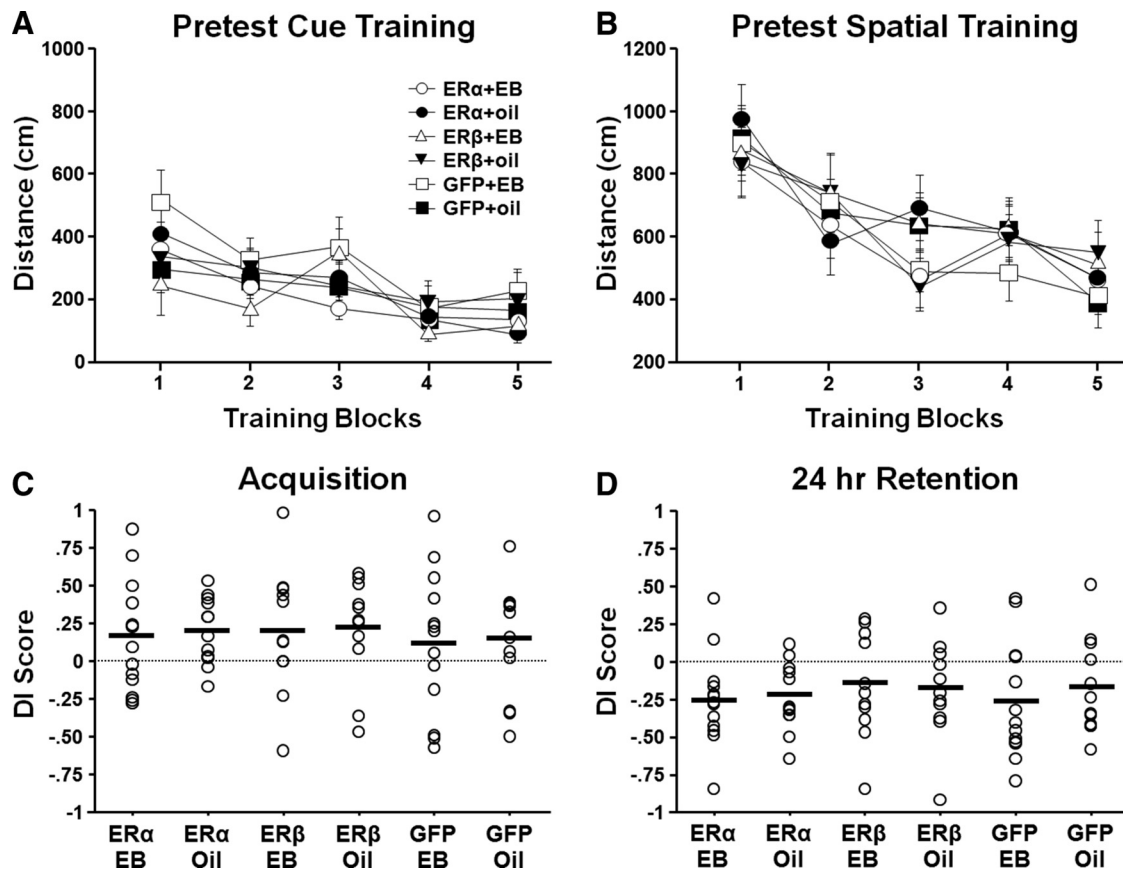 A Pretest Cue Training
1000
800
600
400
200
0
Distance (cm)
ERα+EB
ERα+oil
ERβ+EB
ERβ+oil
GFP+EB
GFP+oil
1 2 3 4 5
Training Blocks
B Pretest Spatial Training
1200
1000
800
600
400
200
Distance (cm)
1 2 3 4 5
Training Blocks
C Acquisition
1
.75
.50
.25
0
-.25
-.50
-.75
-1
DI Score
ERα ERα ERβ ERβ GFP GFP
EB Oil EB Oil EB Oil
D 24 hr Retention
1
.75
.50
.25
0
-.25
-.50
-.75
-1
DI Score
ERα ERα ERβ ERβ GFP GFP
EB Oil EB Oil EB Oil